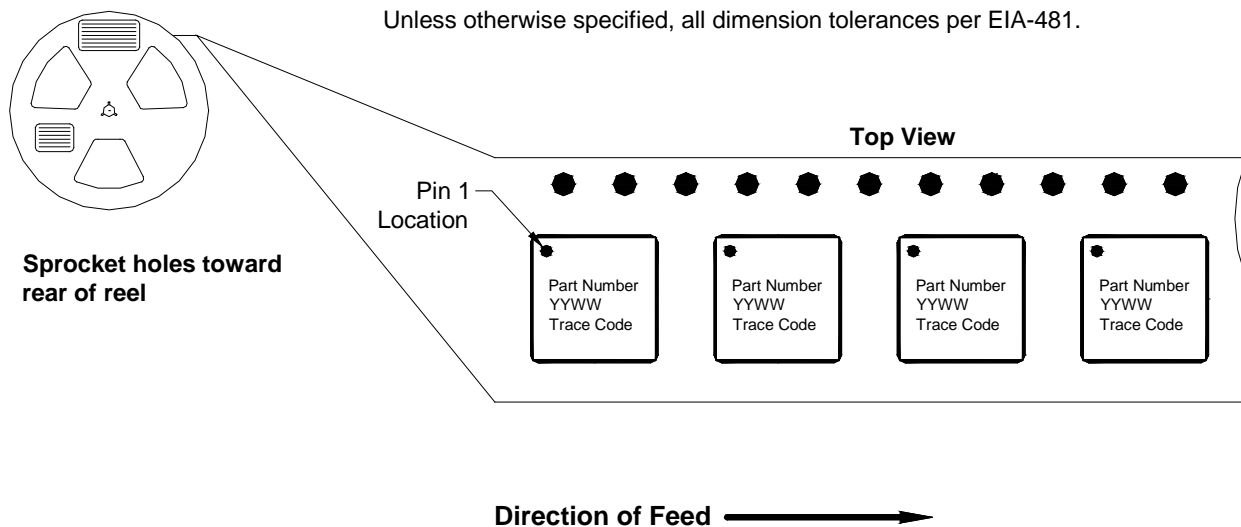 Unless otherwise specified, all dimension tolerances per EIA-481.
Top View
Pin 1
Location
Sprocket holes toward
rear of reel
Part Number
YYWW
Trace Code
Part Number
YYWW
Trace Code
Part Number
YYWW
Trace Code
Part Number
YYWW
Trace Code
Direction of Feed